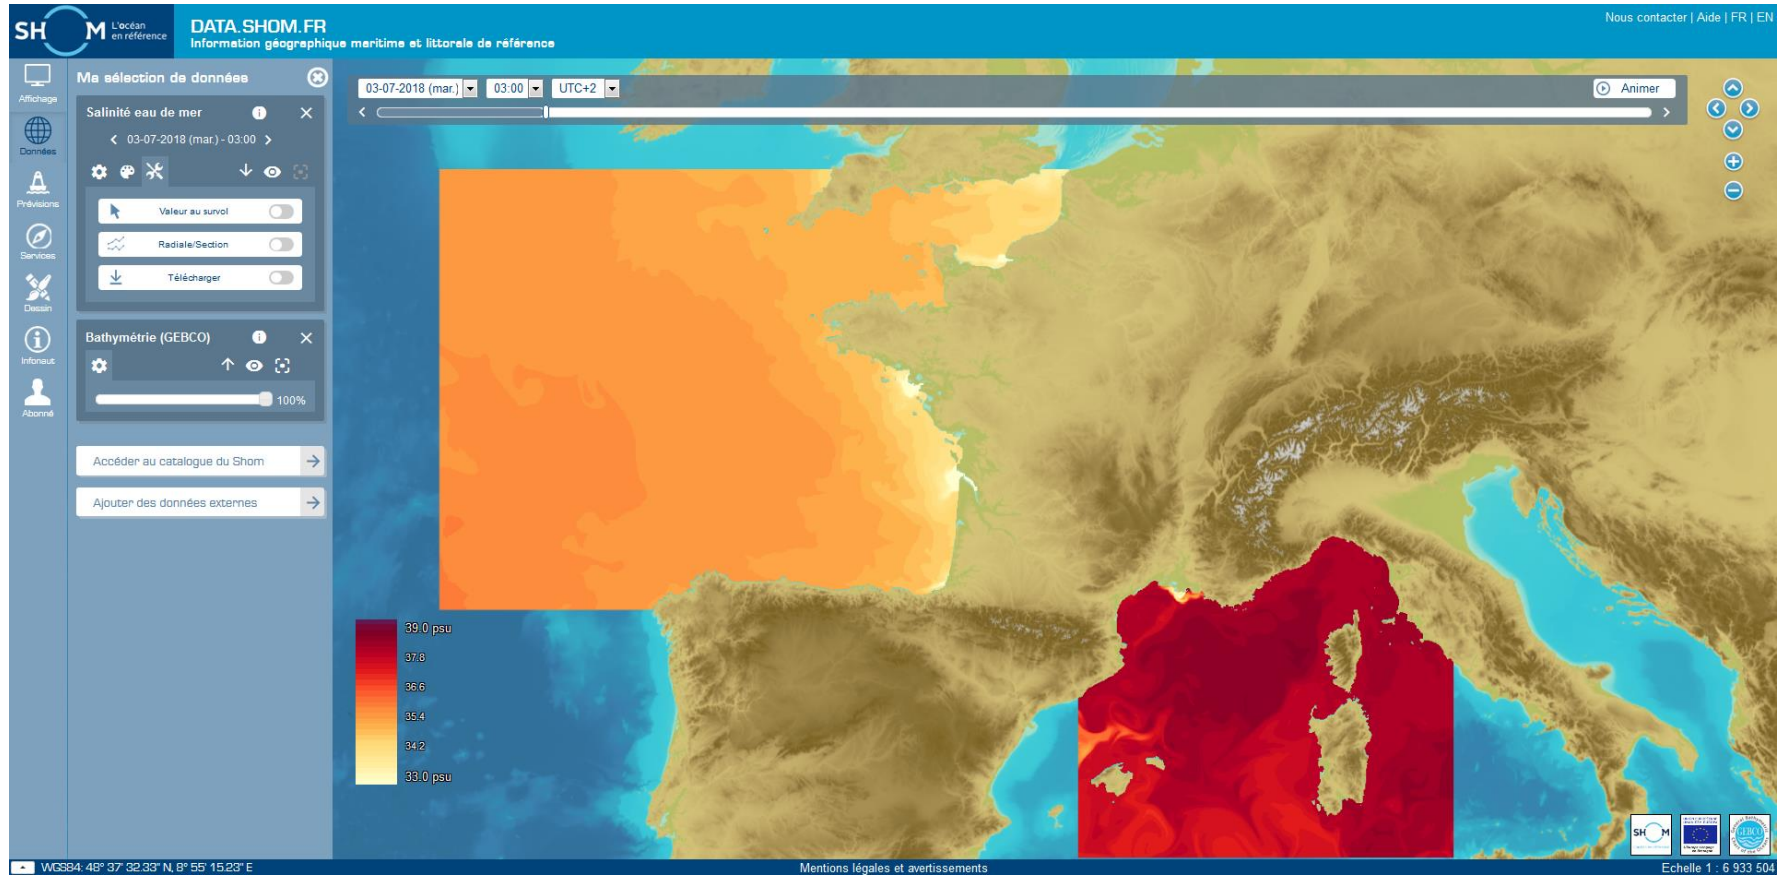 SHOM
L'océan
en référence
DATA.SHOM.FR
Information géographique maritime et littorale de référence
Nous contacter | Aide | FR | EN
Affichage
Données
Prévisions
Services
Dessin
Infonaut
Abonné
Ma sélection de données
Salinité eau de mer
03-07-2018 (mar.) - 03:00
Valeur au survol
Radiale/Section
Télécharger
Bathymétrie (GEBCO)
100%
Accéder au catalogue du Shom
Ajouter des données externes
03-07-2018 (mar.)
03:00
UTC+2
Animer
39.0 psu
37.8
36.6
35.4
34.2
33.0 psu
SHOM
GEBCO
WGS84: 48° 37' 32.33" N, 8° 55' 15.23" E
Mentions légales et avertissements
Echelle 1 : 6 933 504